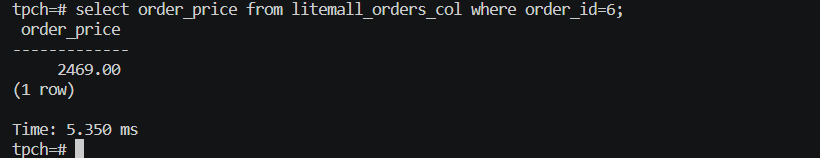 tpch=# select order_price from litemall_orders_col where order_id=6;
order_price
-------------
2469.00
(1 row)
Time: 5.350 ms
tpch=#